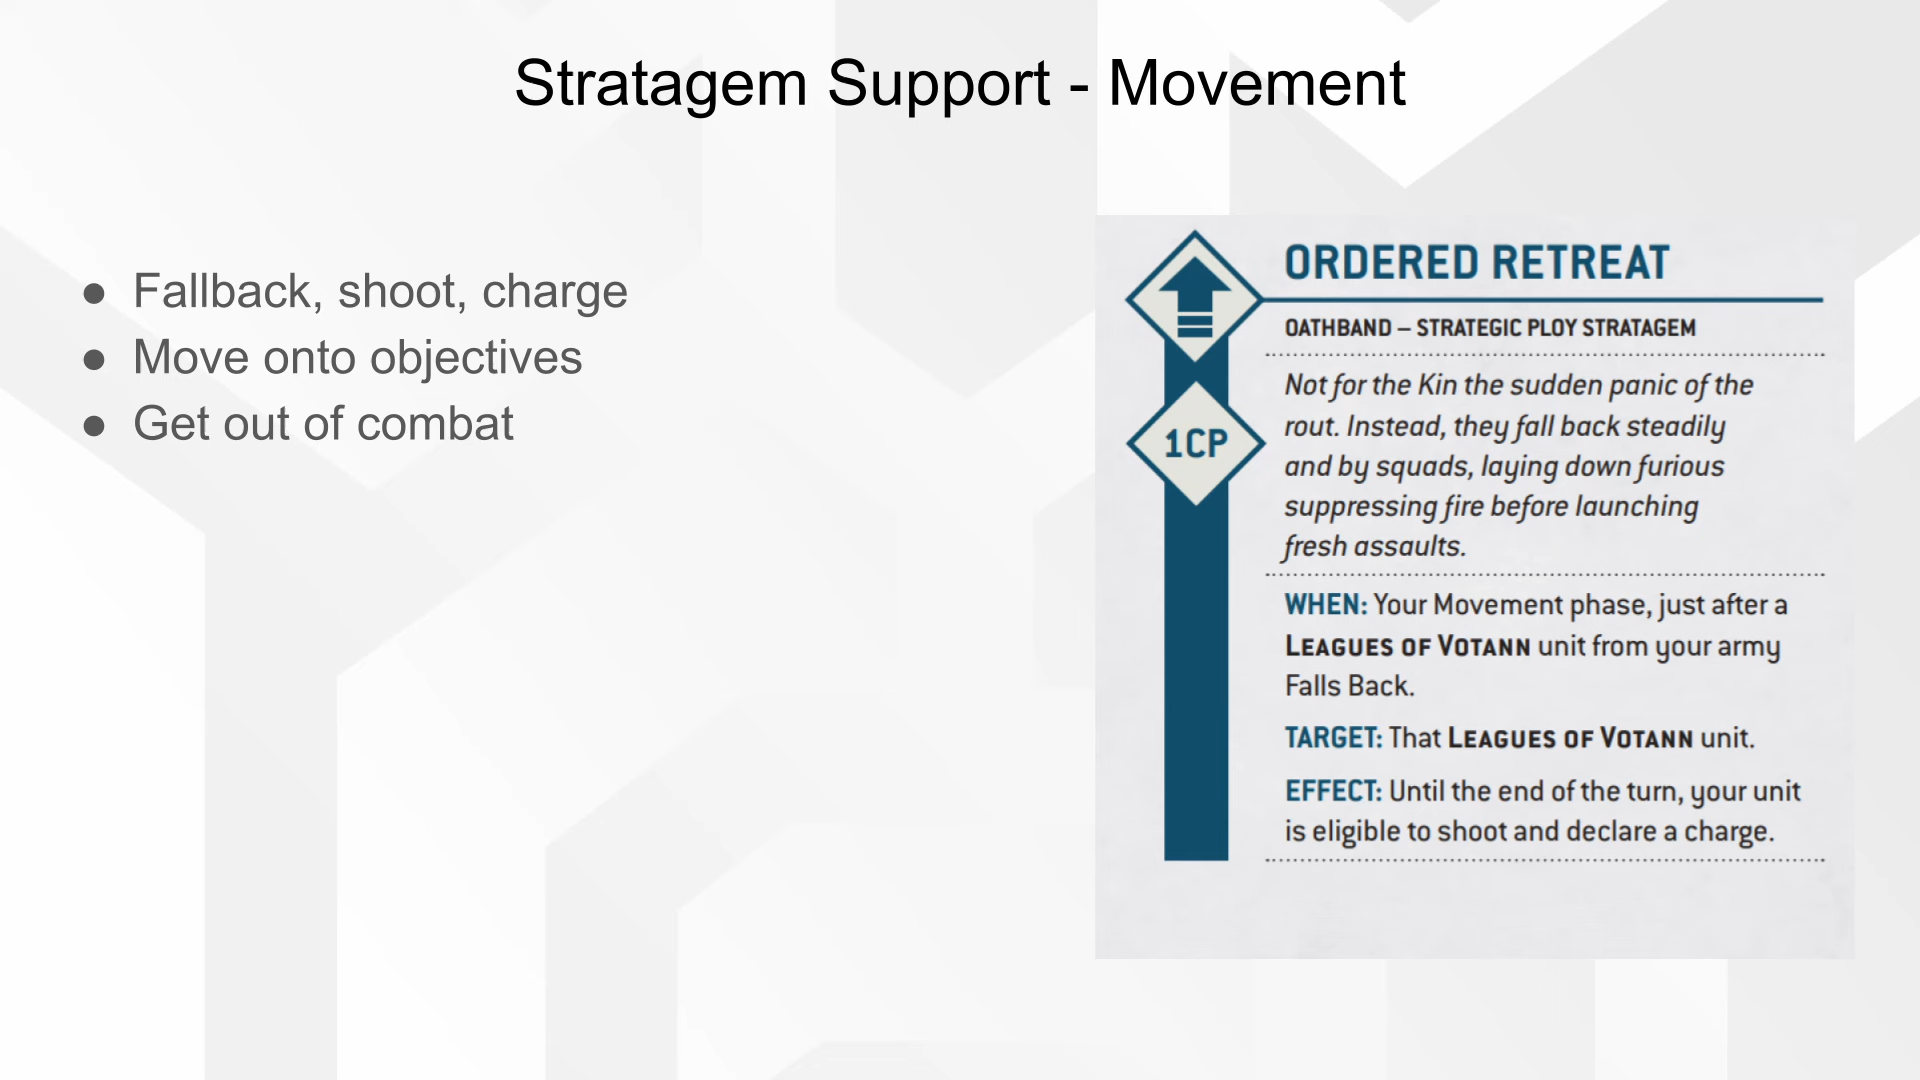 Stratagem Support - Movement
● Fallback, shoot, charge
● Move onto objectives
● Get out of combat
ORDERED RETREAT
OATHBAND – STRATEGIC PLOY STRATAGEM
1CP
Not for the Kin the sudden panic of the
rout. Instead, they fall back steadily
and by squads, laying down furious
suppressing fire before launching
fresh assaults.
WHEN: Your Movement phase, just after a
LEAGUES OF VOTANN unit from your army
Falls Back.
TARGET: That LEAGUES OF VOTANN unit.
EFFECT: Until the end of the turn, your unit
is eligible to shoot and declare a charge.